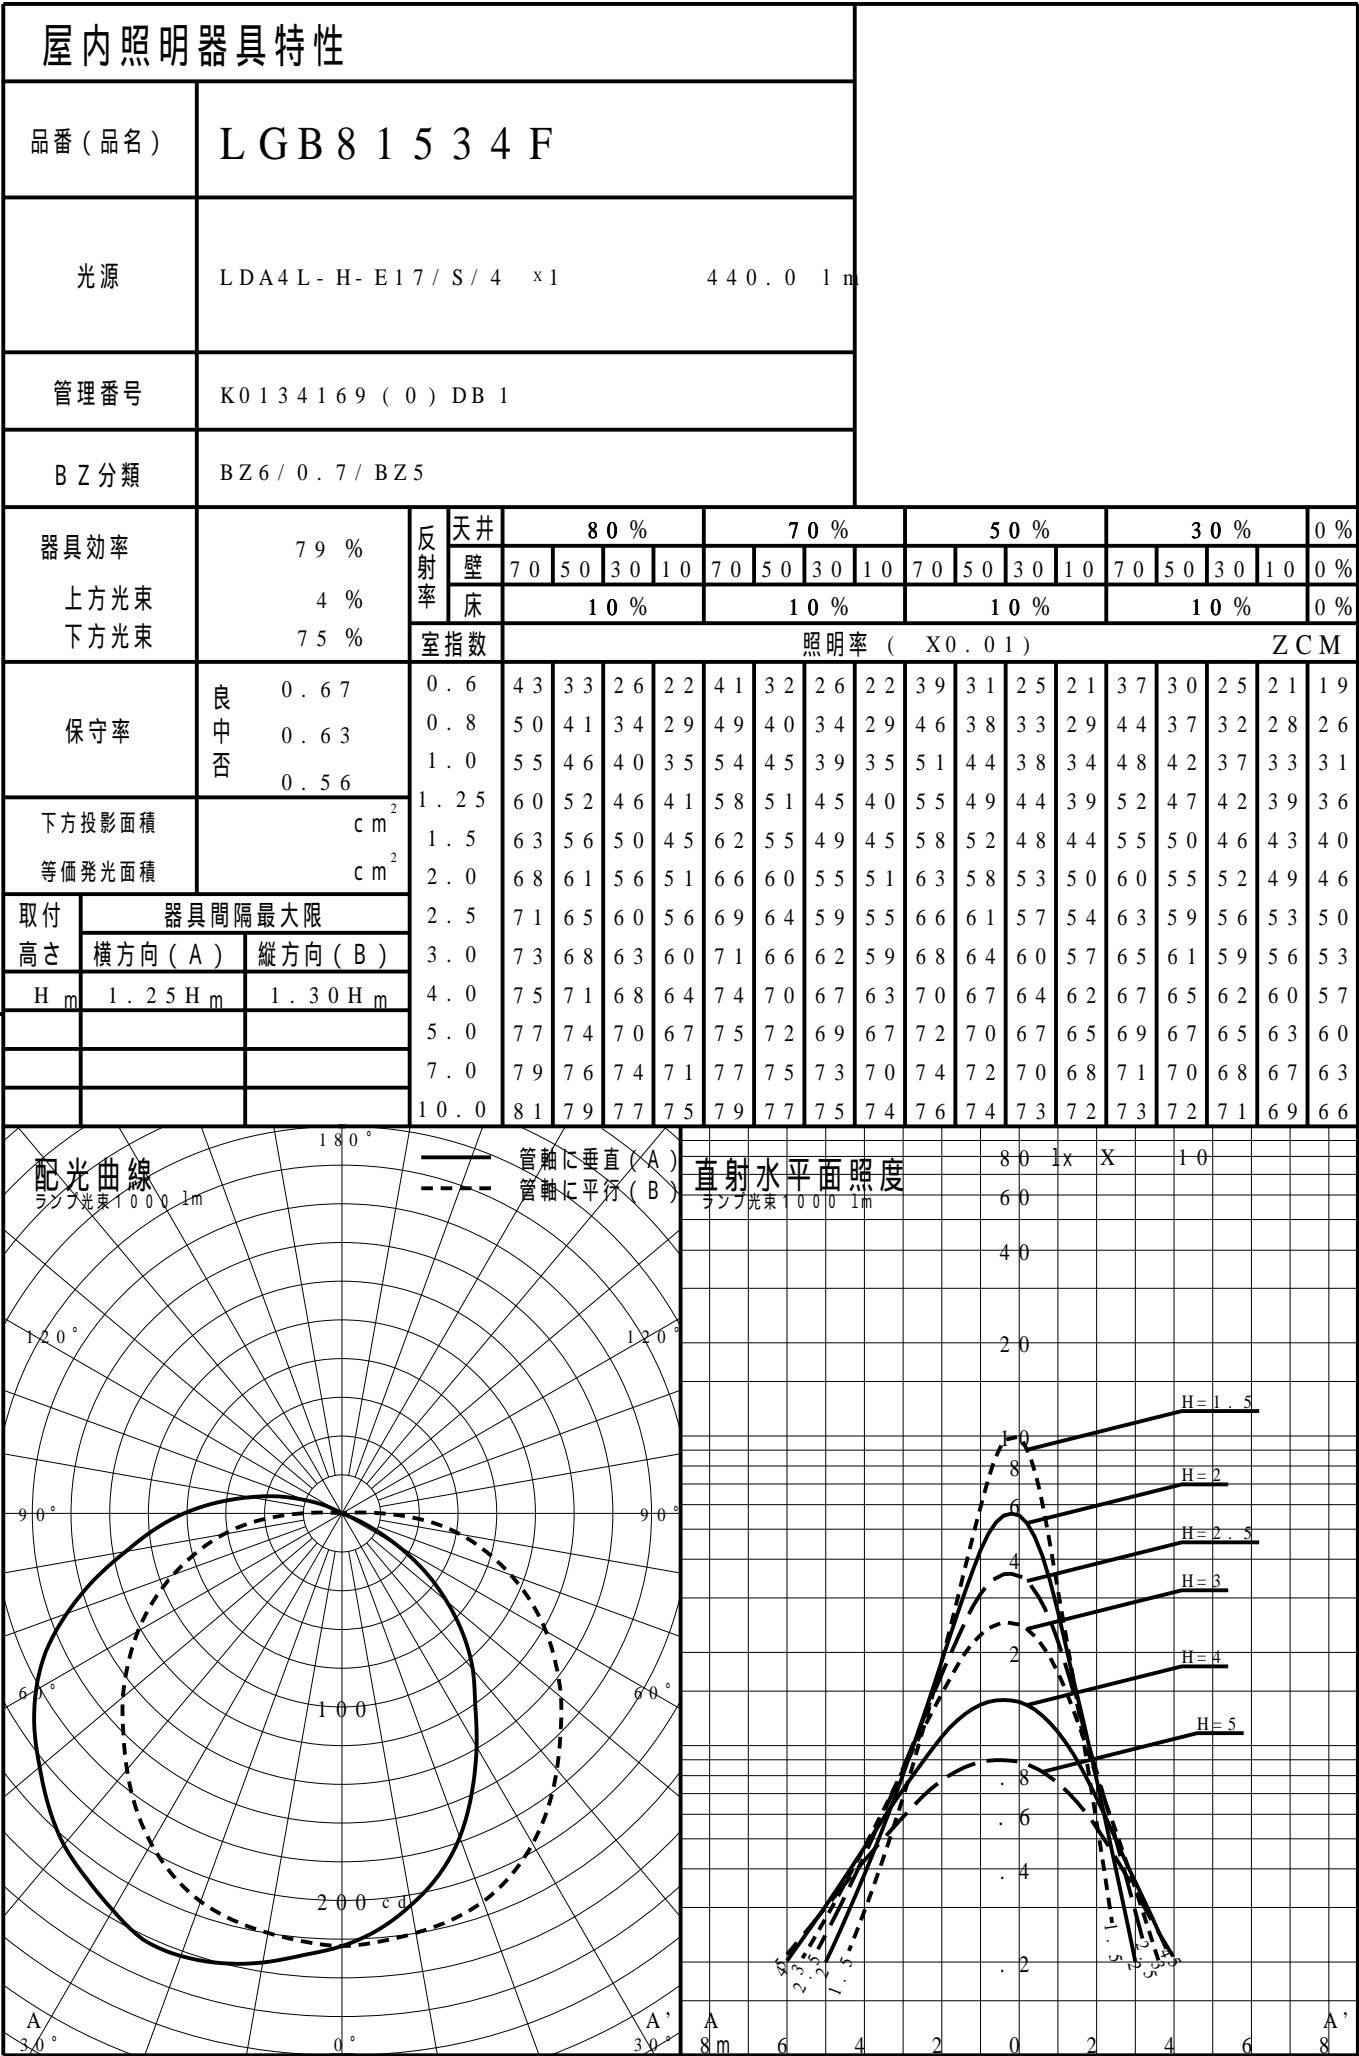 屋内照明器具特性
品番(品名) LGB81534F
光源 LDA4L-H-E17/S/4 x1 440.0 lm
管理番号 K0134169(0)DB1
BZ分類 BZ6/0.7/BZ5
器具効率 79 %
上方光束 4 %
下方光束 75 %
保守率 良 0.67
中 0.63
否 0.56
下方投影面積 cm²
等価発光面積 cm²
取付高さ 器具間隔最大限
横方向(A) 縦方向(B)
H m 1.25H m 1.30H m
反射率 天井 80% 70% 50% 30% 0%
壁 70 50 30 10 70 50 30 10 70 50 30 10 70 50 30 10 0%
床 10% 10% 10% 10% 0%
室指数 照明率( X0.01) ZCM
0.6 43 33 26 22 41 32 26 22 39 31 25 21 37 30 25 21 19
0.8 50 41 34 29 49 40 34 29 46 38 33 29 44 37 32 28 26
1.0 55 46 40 35 54 45 39 35 51 44 38 34 48 42 37 33 31
1.25 60 52 46 41 58 51 45 40 55 49 44 39 52 47 42 39 36
1.5 63 56 50 45 62 55 49 45 58 52 48 44 55 50 46 43 40
2.0 68 61 56 51 66 60 55 51 63 58 53 50 60 55 52 49 46
2.5 71 65 60 56 69 64 59 55 66 61 57 54 63 59 56 53 50
3.0 73 68 63 60 71 66 62 59 68 64 60 57 65 61 59 56 53
4.0 75 71 68 64 74 70 67 63 70 67 64 62 67 65 62 60 57
5.0 77 74 70 67 75 72 69 67 72 70 67 65 69 67 65 63 60
7.0 79 76 74 71 77 75 73 70 74 72 70 68 71 70 68 67 63
10.0 81 79 77 75 79 77 75 74 76 74 73 72 73 72 71 69 66
配光曲線
ランプ光束1000 lm
管軸に垂直(A)
管軸に平行(B)
180°
120° 120°
90° 90°
60° 60°
100
200 cd
A A'
30° 0° 30°
直射水平面照度
ランプ光束1000 lm
80 lx X 10
60
40
20
H=1.5
10
8
H=2
6
H=2.5
4
H=3
2
H=4
H=5
.8
.6
.4
.2
1.5
2
2.5
3
4
5
1.5
2
2.5
3
4
5
A A'
8m 6 4 2 0 2 4 6 8